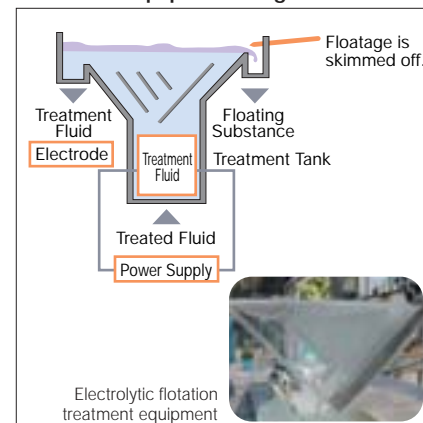 Floatage is
skimmed off.
Treatment
Fluid
Floating
Substance
Electrode
Treatment
Fluid
Treatment Tank
Treated Fluid
Power Supply
Electrolytic flotation
treatment equipment